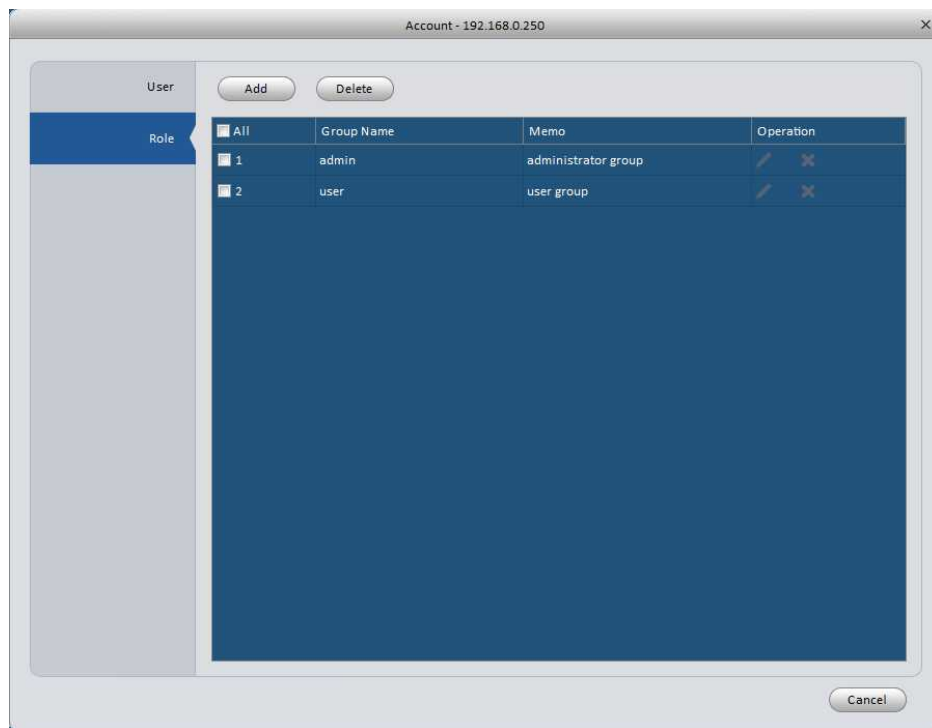 Account - 192.168.0.250
User
Role
Add Delete
All Group Name Memo Operation
1 admin administrator group
2 user user group
Cancel